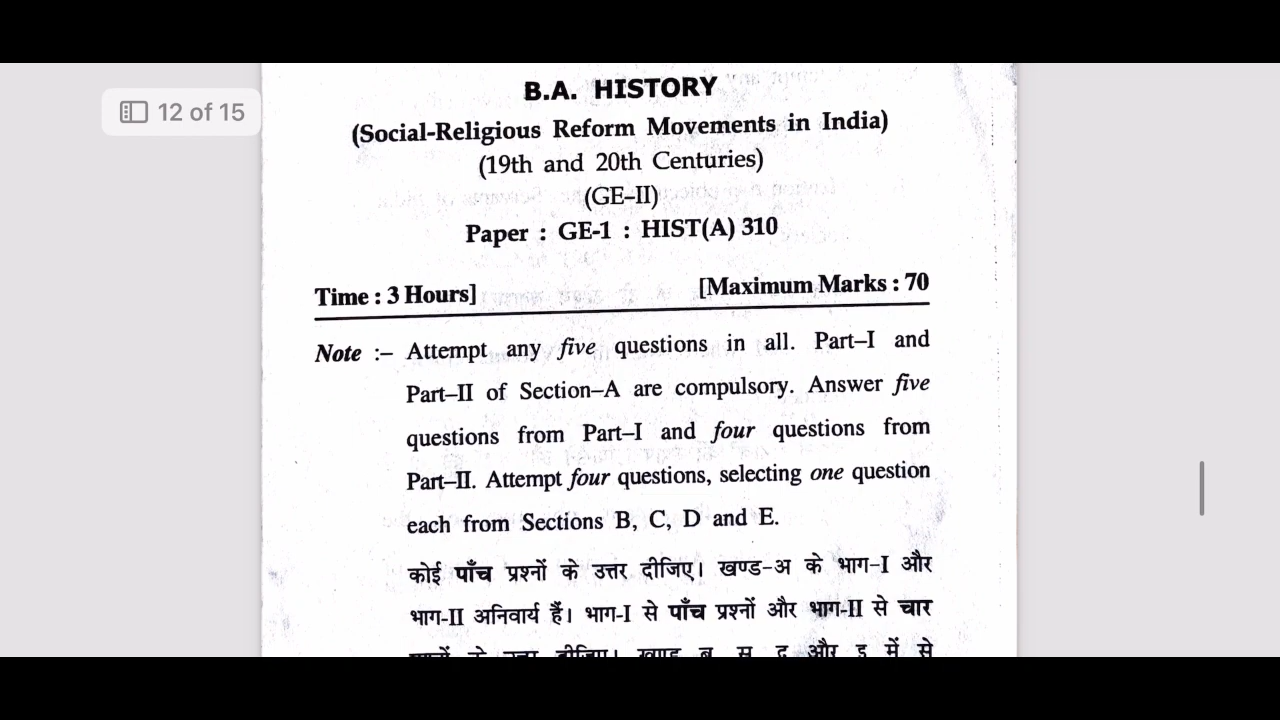 12 of 15
B.A. HISTORY
(Social-Religious Reform Movements in India)
(19th and 20th Centuries)
(GE–II)
Paper : GE-1 : HIST(A) 310
Time : 3 Hours] [Maximum Marks : 70
Note :– Attempt any five questions in all. Part–I and
Part–II of Section–A are compulsory. Answer five
questions from Part–I and four questions from
Part–II. Attempt four questions, selecting one question
each from Sections B, C, D and E.
कोई पाँच प्रश्नों के उत्तर दीजिए। खण्ड-अ के भाग-I और
भाग-II अनिवार्य हैं। भाग-I से पाँच प्रश्नों और भाग-II से चार
में से